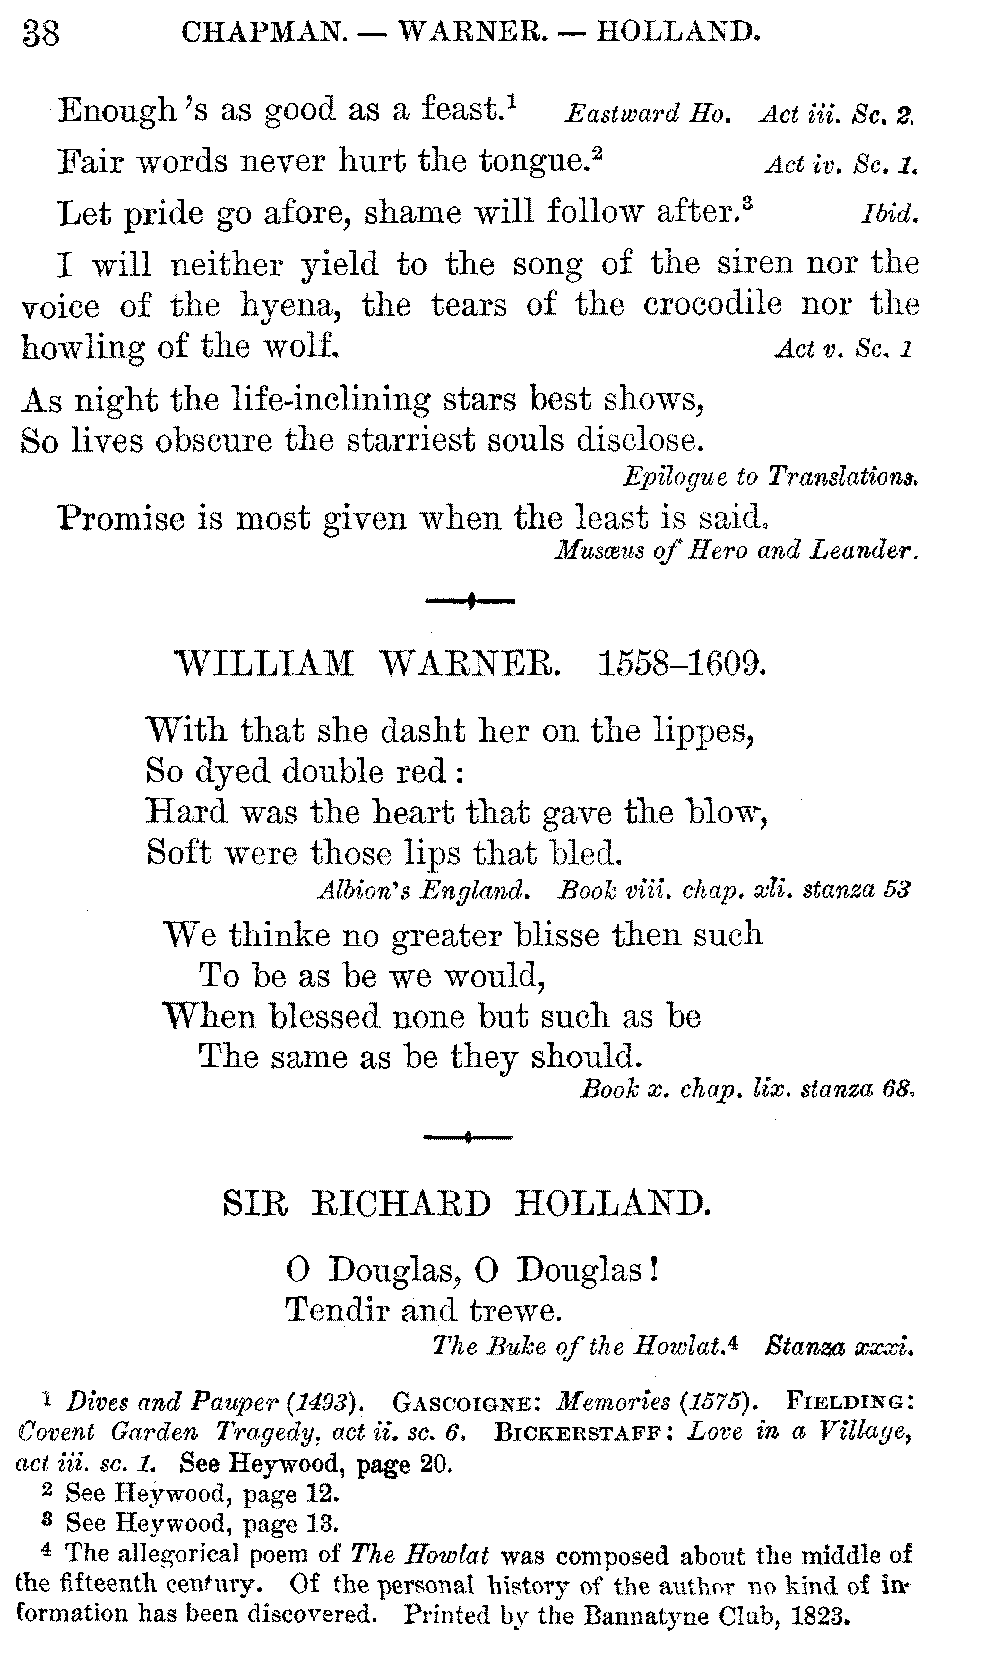 38 CHAPMAN. — WARNER. — HOLLAND.
Enough 's as good as a feast.¹ Eastward Ho. Act iii. Sc. 2.
Fair words never hurt the tongue.² Act iv. Sc. 1.
Let pride go afore, shame will follow after.³ Ibid.
I will neither yield to the song of the siren nor the
voice of the hyena, the tears of the crocodile nor the
howling of the wolf. Act v. Sc. 1
As night the life-inclining stars best shows,
So lives obscure the starriest souls disclose.
Epilogue to Translations.
Promise is most given when the least is said.
Musæus of Hero and Leander.
WILLIAM WARNER. 1558–1609.
With that she dasht her on the lippes,
So dyed double red :
Hard was the heart that gave the blow,
Soft were those lips that bled.
Albion's England. Book viii. chap. xli. stanza 53
We thinke no greater blisse then such
To be as be we would,
When blessed none but such as be
The same as be they should.
Book x. chap. lix. stanza 68.
SIR RICHARD HOLLAND.
O Douglas, O Douglas !
Tendir and trewe.
The Buke of the Howlat.⁴ Stanza xxxi.
¹ Dives and Pauper (1493). GASCOIGNE: Memories (1575). FIELDING:
Covent Garden Tragedy, act ii. sc. 6. BICKERSTAFF: Love in a Village,
act iii. sc. 1. See Heywood, page 20.
² See Heywood, page 12.
³ See Heywood, page 13.
⁴ The allegorical poem of The Howlat was composed about the middle of
the fifteenth century. Of the personal history of the author no kind of in-
formation has been discovered. Printed by the Bannatyne Club, 1823.